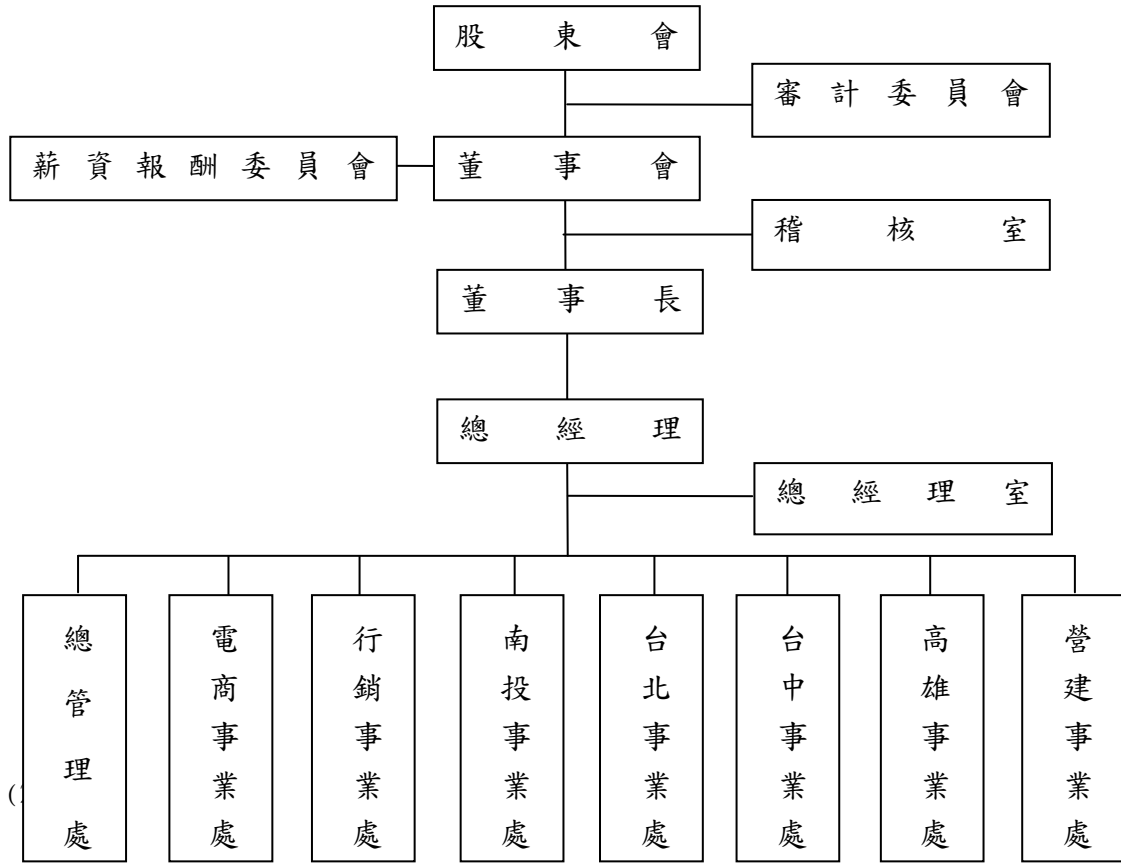 股東會
審計委員會
薪資報酬委員會
董事會
稽核室
董事長
總經理
總經理室
總管理處
電商事業處
行銷事業處
南投事業處
台北事業處
台中事業處
高雄事業處
營建事業處
(